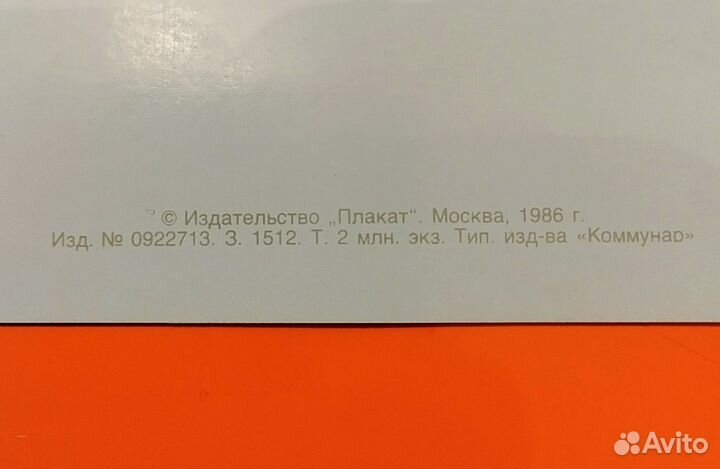 © Издательство „Плакат“. Москва, 1986 г.
Изд. № 0922713. З. 1512. Т. 2 млн. экз. Тип. изд-ва «Коммунар»
Avito